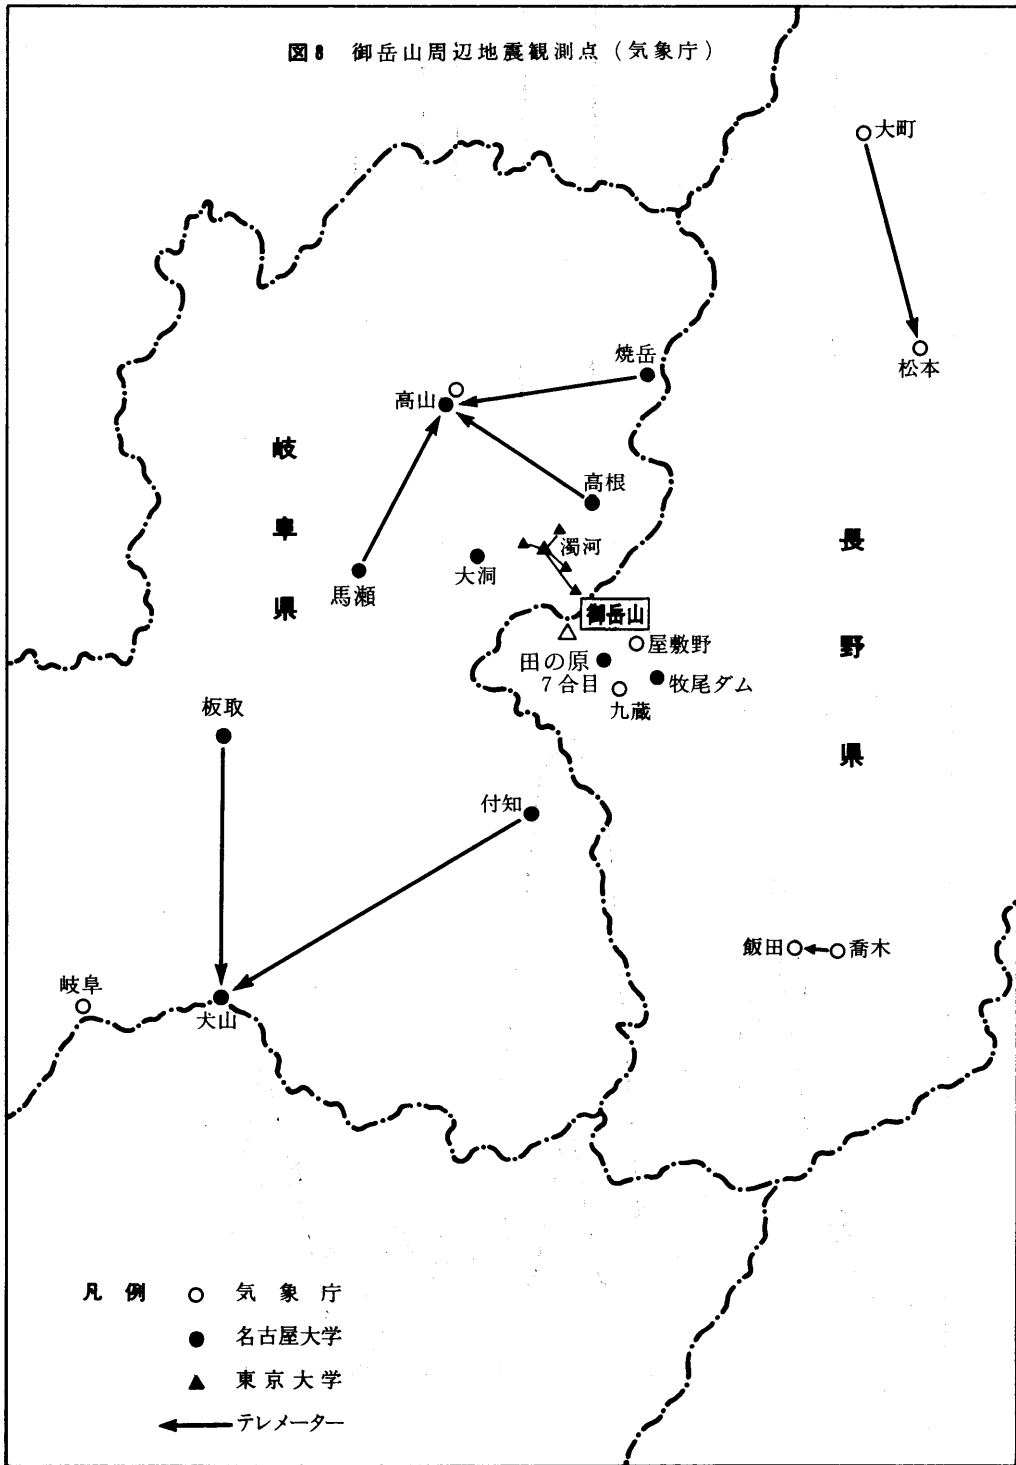 図8 御岳山周辺地震観測点(気象庁)
大町
松本
焼岳
高山
高根
濁河
大洞
馬瀬
岐阜県
長野県
御岳山
屋敷野
田の原
7合目
牧尾ダム
九蔵
板取
付知
飯田
喬木
岐阜
犬山
凡例
気象庁
名古屋大学
東京大学
テレメーター